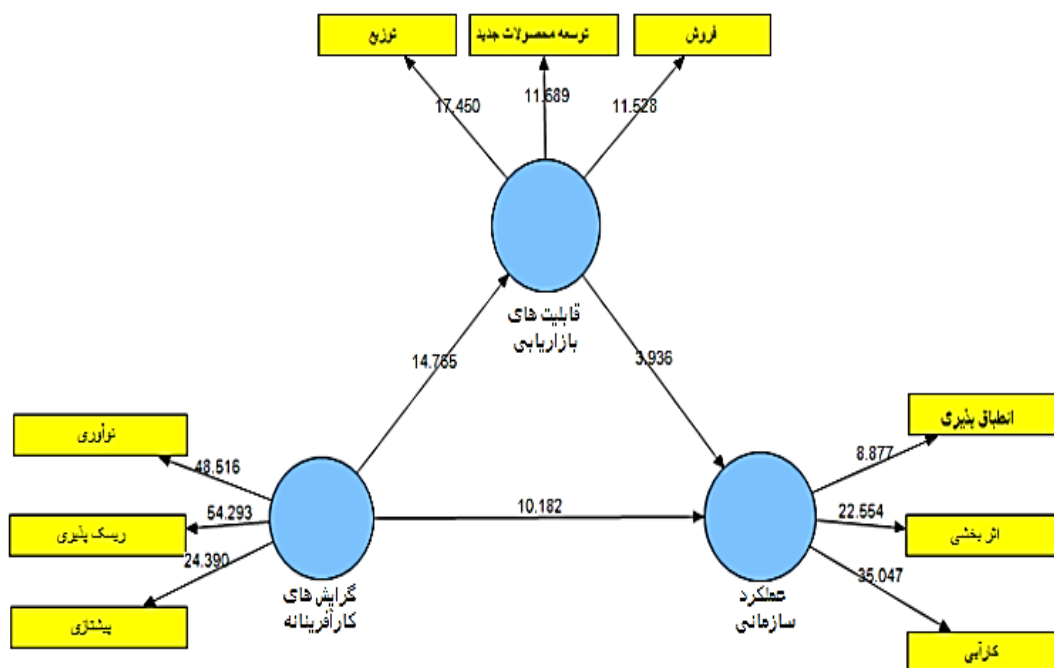 توزیع
توسعه محصولات جدید
فروش
17.450
11.689
11.528
قابلیت های
بازاریابی
14.765
3.936
نوآوری
ریسک پذیری
پیشتازی
48.516
54.293
24.390
گرایش‌های
کارآفرینانه
10.182
عملکرد
سازمانی
8.877
22.554
35.047
انطباق پذیری
اثر بخشی
کارآیی